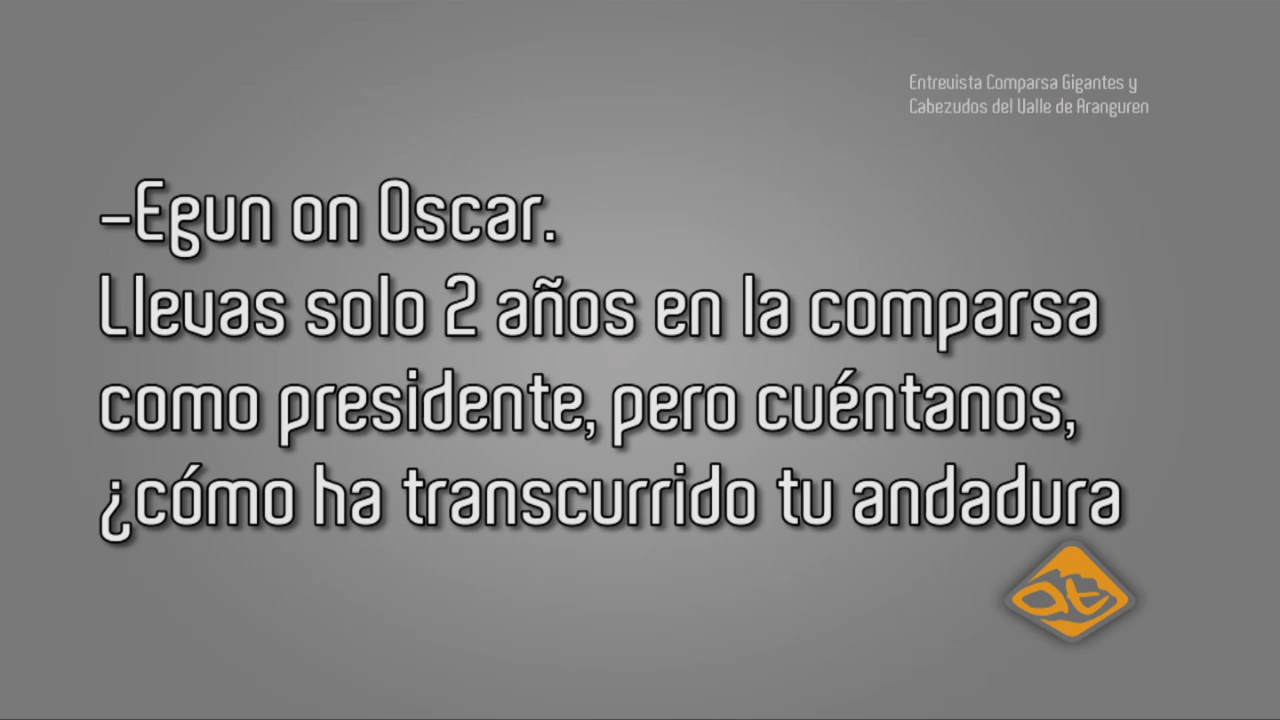 Entrevista Comparsa Gigantes y
Cabezudos del Valle de Aranguren
-Egun on Oscar.
Llevas solo 2 años en la comparsa
como presidente, pero cuéntanos,
¿cómo ha transcurrido tu andadura